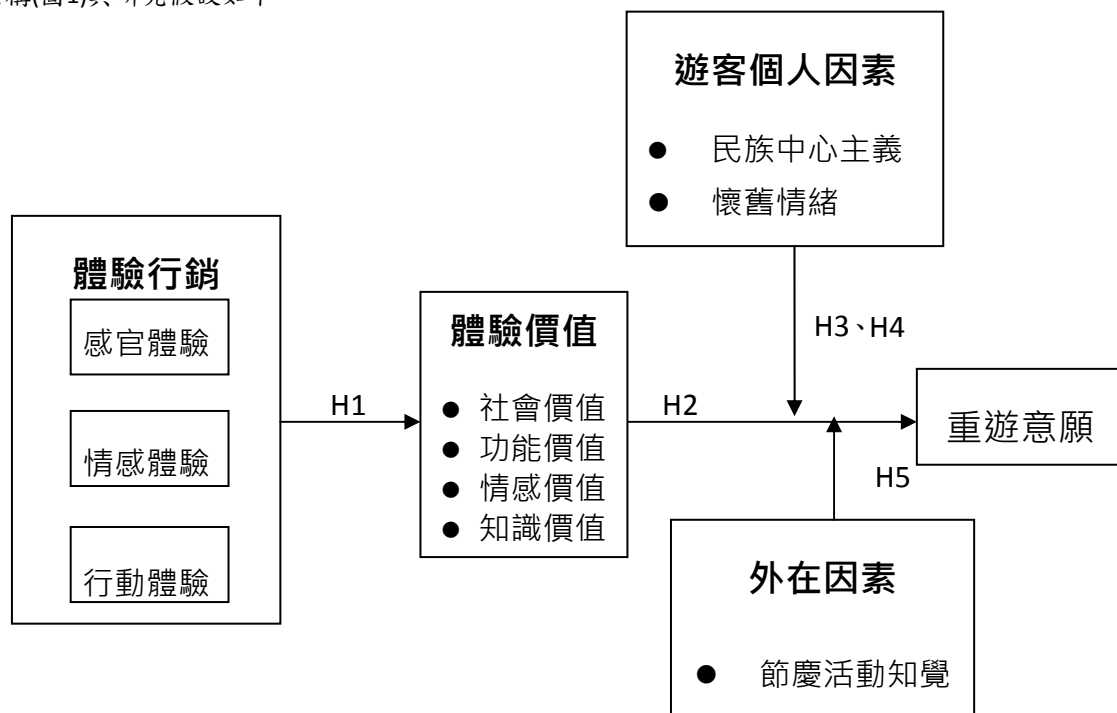 遊客個人因素
● 民族中心主義
● 懷舊情緒
體驗行銷
感官體驗
情感體驗
行動體驗
H1
體驗價值
● 社會價值
● 功能價值
● 情感價值
● 知識價值
H2
H3、H4
重遊意願
H5
外在因素
● 節慶活動知覺